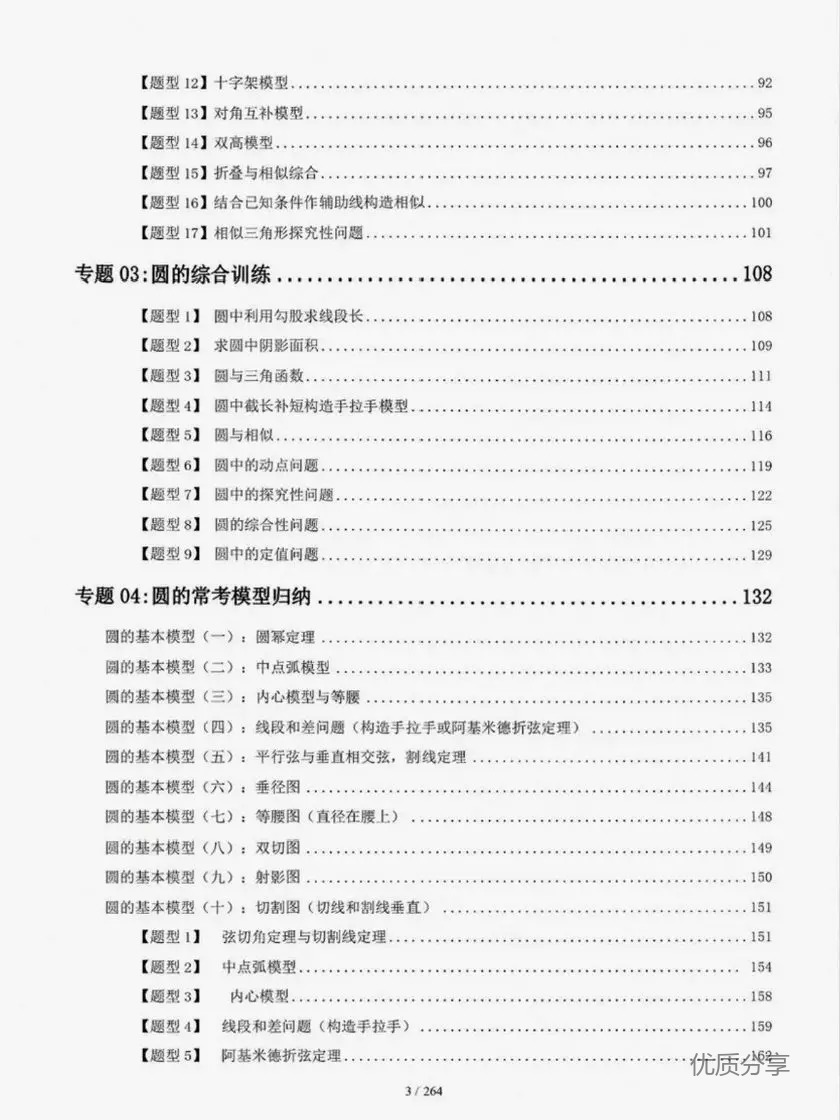 【题型 12】十字架模型........................................92
【题型 13】对角互补模型........................................95
【题型 14】双高模型........................................96
【题型 15】折叠与相似综合........................................97
【题型 16】结合已知条件作辅助线构造相似........................................100
【题型 17】相似三角形探究性问题........................................101
专题 03:圆的综合训练........................................108
【题型 1】 圆中利用勾股求线段长........................................108
【题型 2】 求圆中阴影面积........................................109
【题型 3】 圆与三角函数........................................111
【题型 4】 圆中截长补短构造手拉手模型........................................114
【题型 5】 圆与相似........................................116
【题型 6】 圆中的动点问题........................................119
【题型 7】 圆中的探究性问题........................................122
【题型 8】 圆的综合性问题........................................125
【题型 9】 圆中的定值问题........................................129
专题 04:圆的常考模型归纳........................................132
圆的基本模型（一）：圆幂定理........................................132
圆的基本模型（二）：中点弧模型........................................133
圆的基本模型（三）：内心模型与等腰........................................135
圆的基本模型（四）：线段和差问题（构造手拉手或阿基米德折弦定理）........................................135
圆的基本模型（五）：平行弦与垂直相交弦，割线定理........................................141
圆的基本模型（六）：垂径图........................................144
圆的基本模型（七）：等腰图（直径在腰上）........................................148
圆的基本模型（八）：双切图........................................149
圆的基本模型（九）：射影图........................................150
圆的基本模型（十）：切割图（切线和割线垂直）........................................151
【题型 1】 弦切角定理与切割线定理........................................151
【题型 2】 中点弧模型........................................154
【题型 3】 内心模型........................................158
【题型 4】 线段和差问题（构造手拉手）........................................159
【题型 5】 阿基米德折弦定理........................................162
优质分享
3 / 264